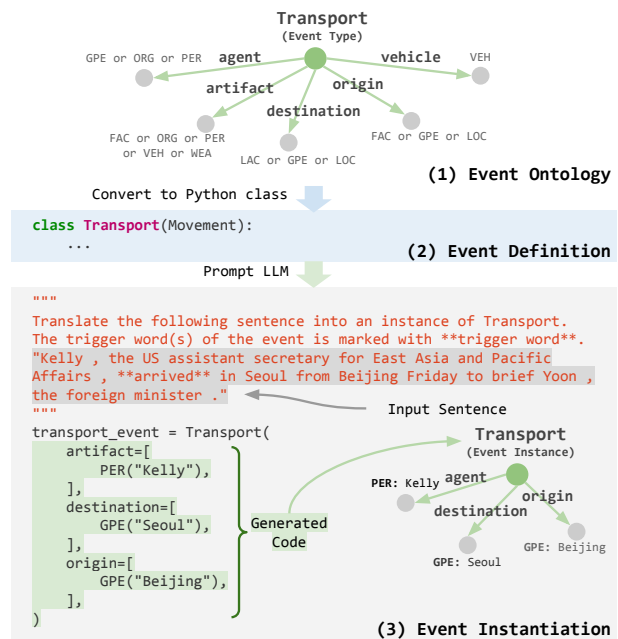 Transport
(Event Type)
GPE or ORG or PER
agent
vehicle
VEH
artifact
origin
destination
FAC or ORG or PER
or VEH or WEA
FAC or GPE or LOC
LAC or GPE or LOC
(1) Event Ontology
Convert to Python class
class Transport(Movement):
...
(2) Event Definition
Prompt LLM
"""
Translate the following sentence into an instance of Transport.
The trigger word(s) of the event is marked with **trigger word**.
"Kelly , the US assistant secretary for East Asia and Pacific
Affairs , **arrived** in Seoul from Beijing Friday to brief Yoon ,
the foreign minister ."
"""
Input Sentence
transport_event = Transport(
artifact=[
PER("Kelly"),
],
destination=[
GPE("Seoul"),
],
origin=[
GPE("Beijing"),
],
)
Generated
Code
Transport
(Event Instance)
PER: Kelly
agent
origin
destination
GPE: Seoul
GPE: Beijing
(3) Event Instantiation